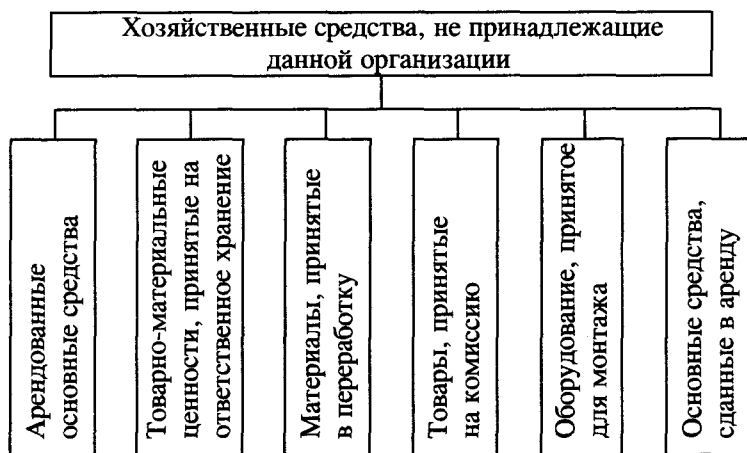 Хозяйственные средства, не принадлежащие
данной организации
Арендованные
основные средства
Товарно-материальные
ценности, принятые на
ответственное хранение
Материалы, принятые
в переработку
Товары, принятые
на комиссию
Оборудование, принятое
для монтажа
Основные средства,
сданные в аренду